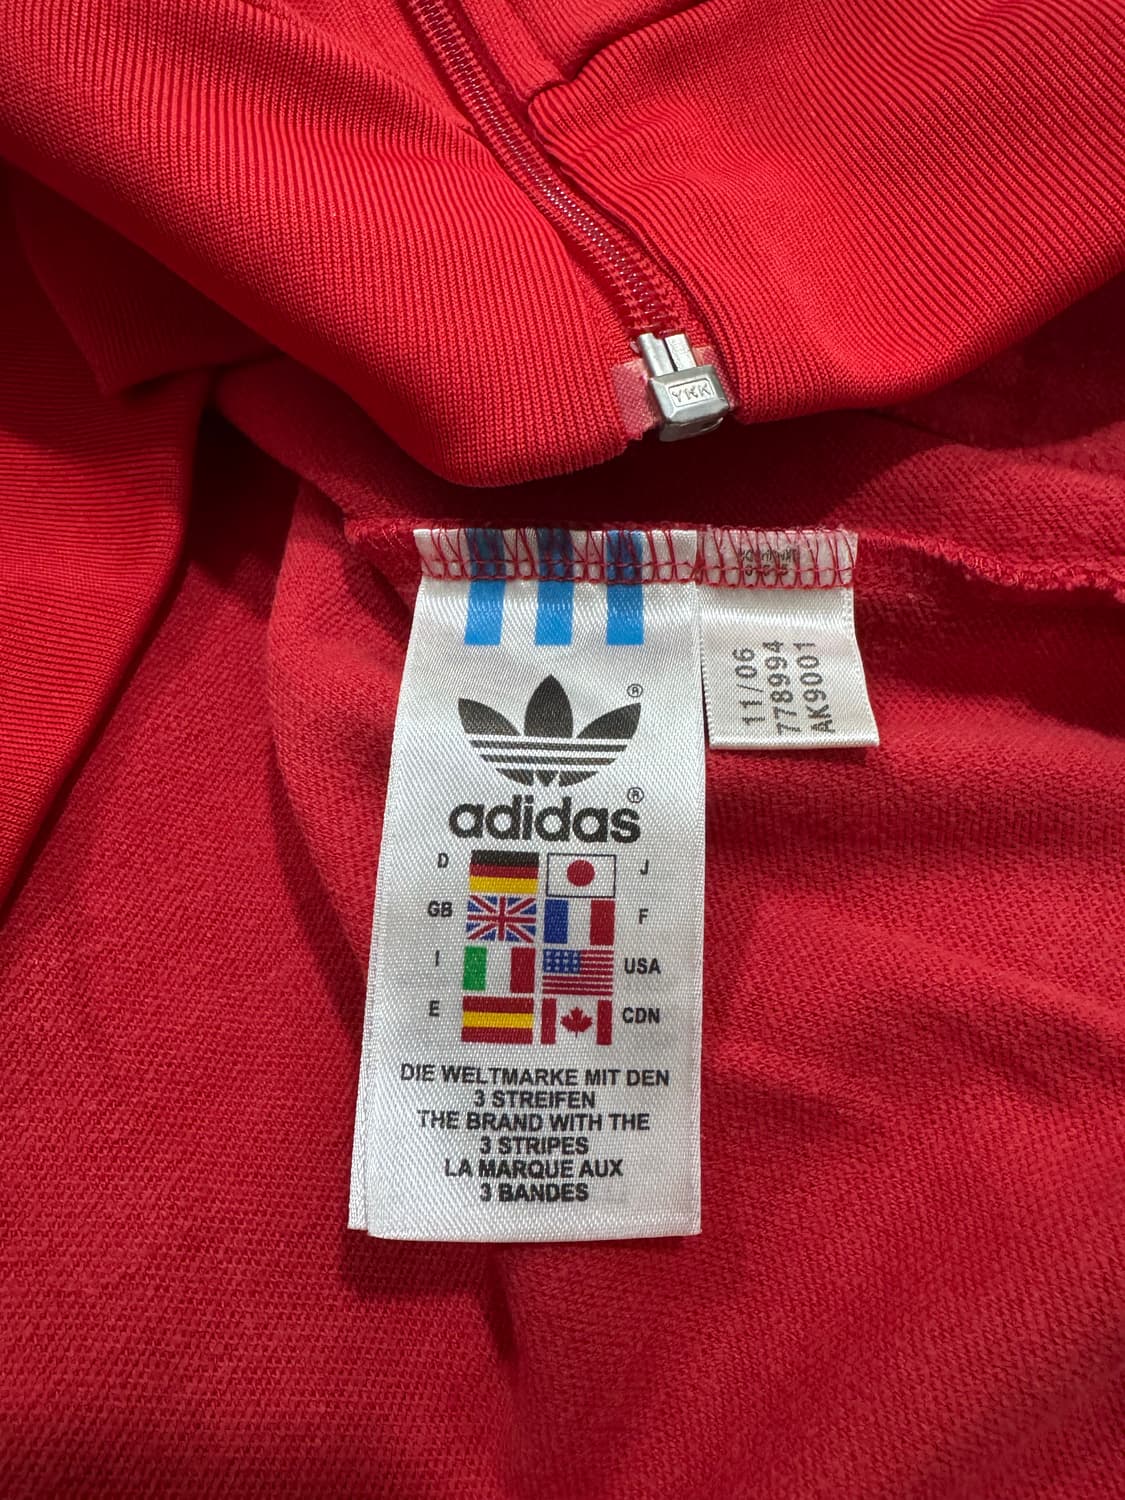 YKK
11/06
778994
AK9001
®
adidas®
D
J
GB
F
I
USA
E
CDN
DIE WELTMARKE MIT DEN
3 STREIFEN
THE BRAND WITH THE
3 STRIPES
LA MARQUE AUX
3 BANDES